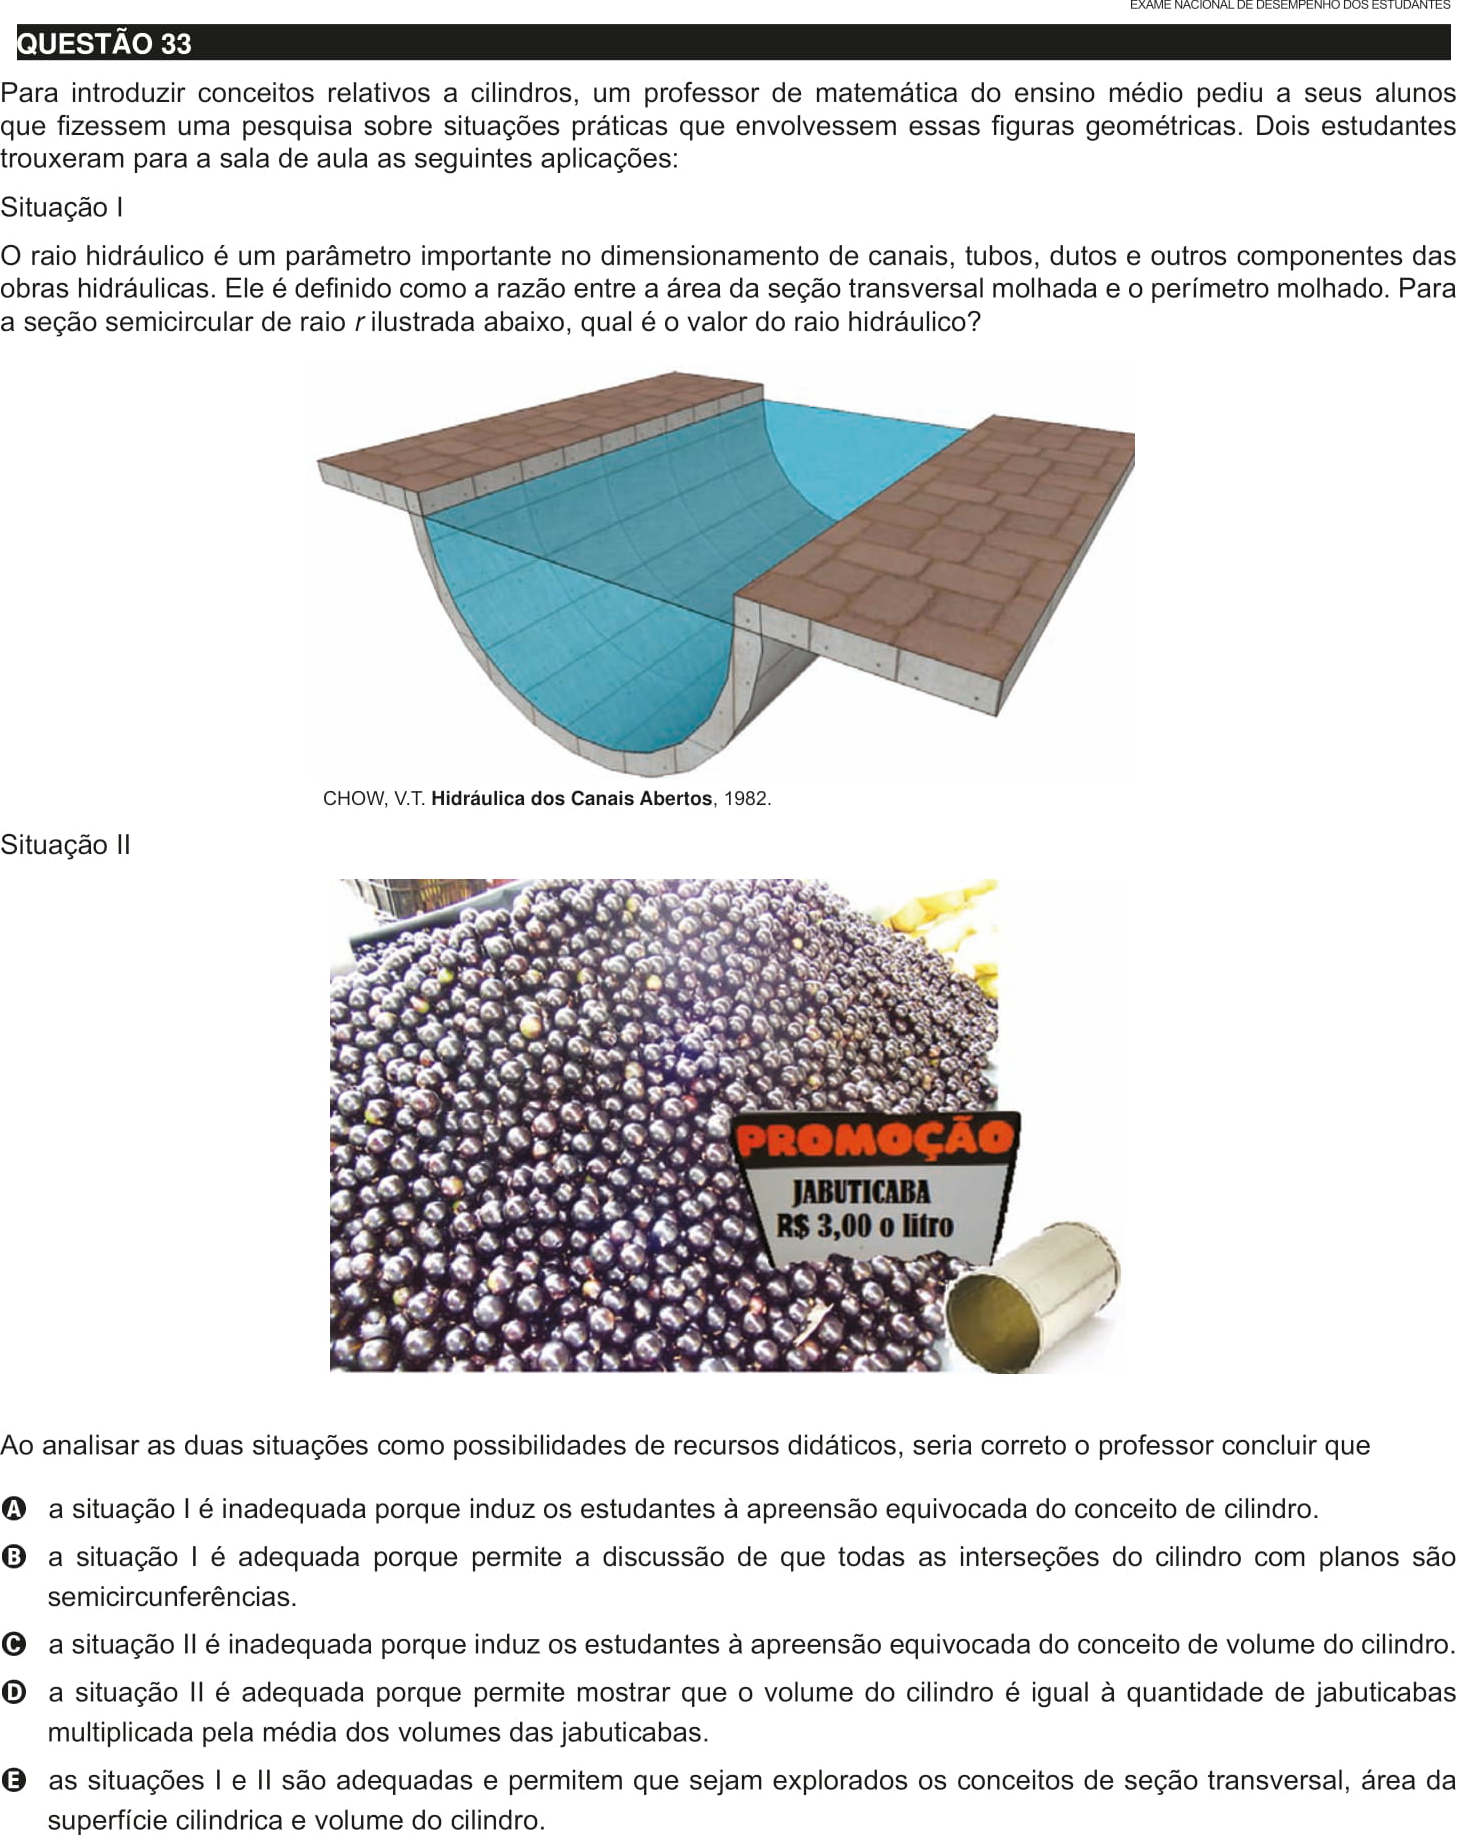 EXAME NACIONAL DE DESEMPENHO DOS ESTUDANTES
QUESTÃO 33
Para introduzir conceitos relativos a cilindros, um professor de matemática do ensino médio pediu a seus alunos
que fizessem uma pesquisa sobre situações práticas que envolvessem essas figuras geométricas. Dois estudantes
trouxeram para a sala de aula as seguintes aplicações:
Situação I
O raio hidráulico é um parâmetro importante no dimensionamento de canais, tubos, dutos e outros componentes das
obras hidráulicas. Ele é definido como a razão entre a área da seção transversal molhada e o perímetro molhado. Para
a seção semicircular de raio r ilustrada abaixo, qual é o valor do raio hidráulico?
CHOW, V.T. Hidráulica dos Canais Abertos, 1982.
Situação II
PROMOÇÃO
JABUTICABA
R$ 3,00 o litro
Ao analisar as duas situações como possibilidades de recursos didáticos, seria correto o professor concluir que
A a situação I é inadequada porque induz os estudantes à apreensão equivocada do conceito de cilindro.
B a situação I é adequada porque permite a discussão de que todas as interseções do cilindro com planos são
semicircunferências.
C a situação II é inadequada porque induz os estudantes à apreensão equivocada do conceito de volume do cilindro.
D a situação II é adequada porque permite mostrar que o volume do cilindro é igual à quantidade de jabuticabas
multiplicada pela média dos volumes das jabuticabas.
E as situações I e II são adequadas e permitem que sejam explorados os conceitos de seção transversal, área da
superfície cilindrica e volume do cilindro.